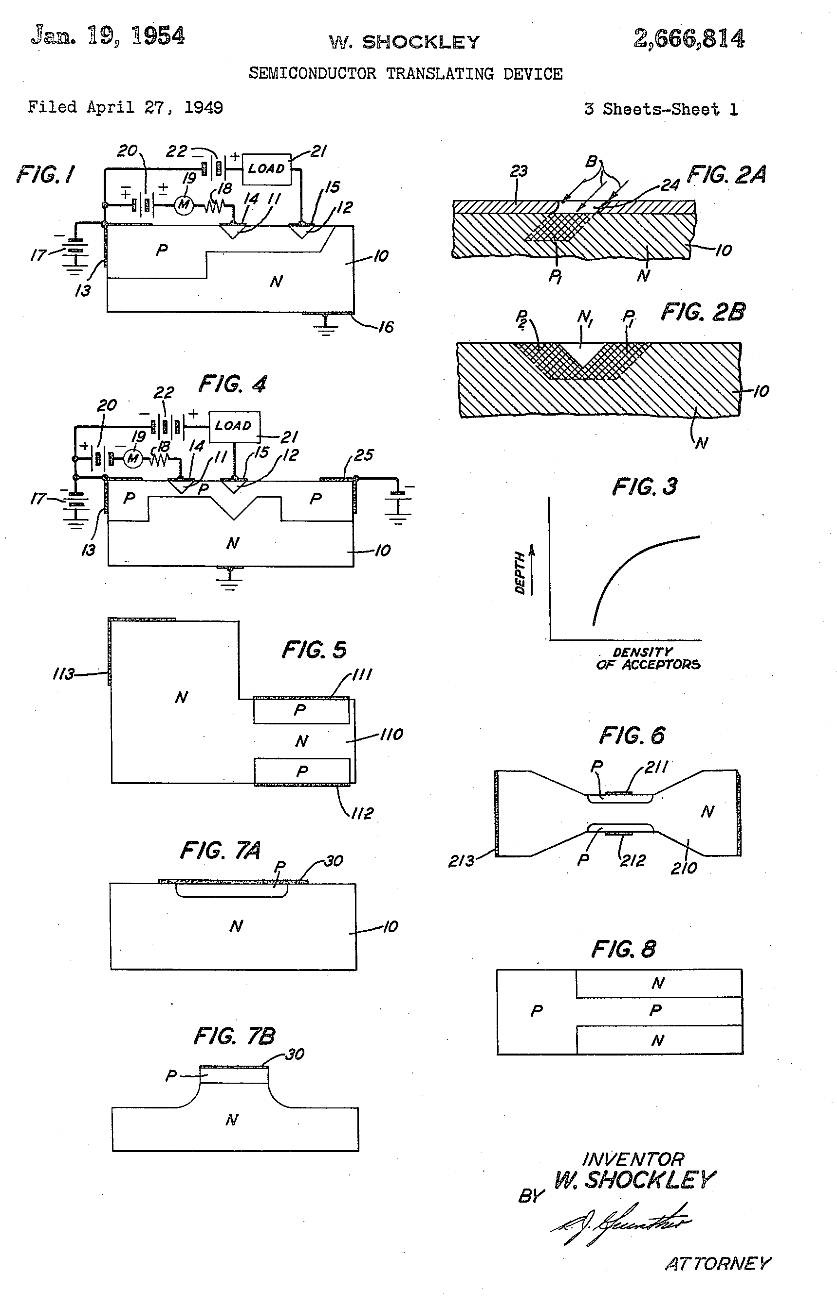 Jan. 19, 1954
W. SHOCKLEY
2,666,814
SEMICONDUCTOR TRANSLATING DEVICE
Filed April 27, 1949
3 Sheets-Sheet 1
FIG. 1
20
22
21
19
18
14
11
15
12
LOAD
M
17
13
P
N
10
16
FIG. 2A
B
23
24
P1
N
10
FIG. 2B
P2
N1
P1
10
N
FIG. 4
20
22
19
18
14
11
15
12
21
25
LOAD
M
17
13
P
P
P
N
10
FIG. 3
DEPTH
DENSITY
OF ACCEPTORS
FIG. 5
113
N
111
P
N
110
P
112
FIG. 6
P
211
N
213
P
212
210
FIG. 7A
P
30
N
10
FIG. 8
N
P
P
N
FIG. 7B
30
P
N
INVENTOR
BY W. SHOCKLEY
ATTORNEY